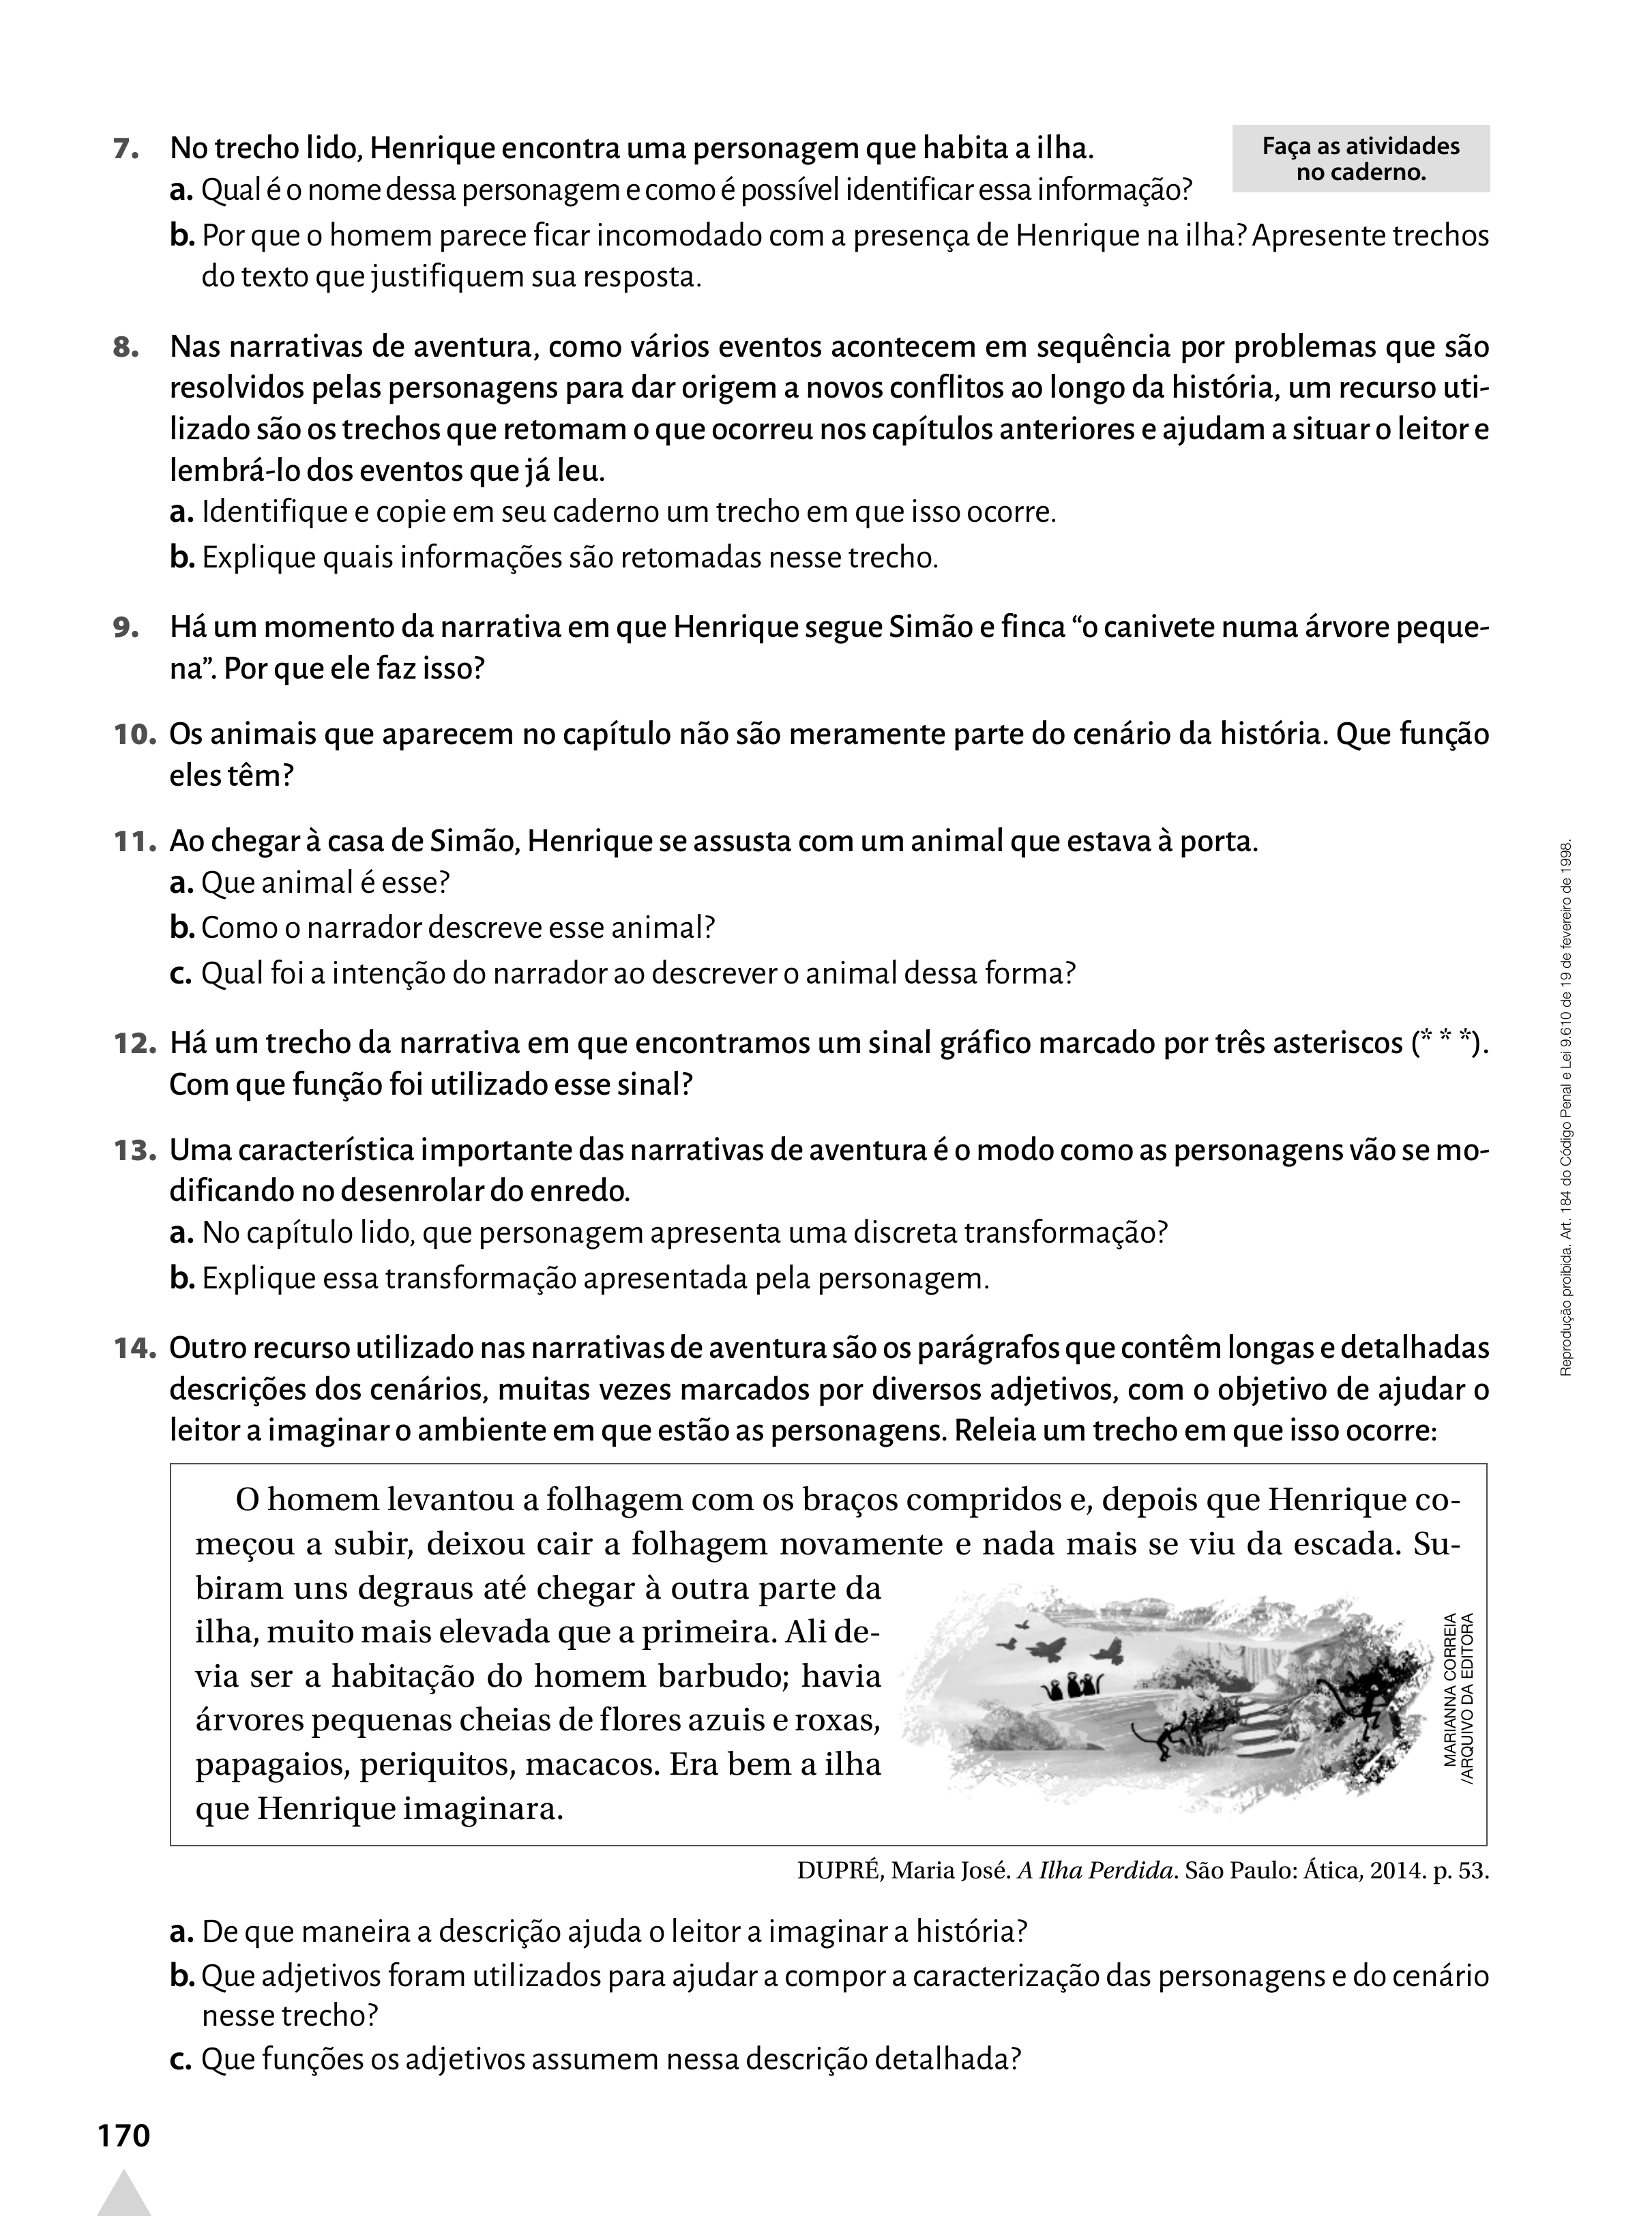 7. No trecho lido, Henrique encontra uma personagem que habita a ilha.
Faça as atividades
no caderno.
a. Qual é o nome dessa personagem e como é possível identificar essa informação?
b. Por que o homem parece ficar incomodado com a presença de Henrique na ilha? Apresente trechos
do texto que justifiquem sua resposta.
8. Nas narrativas de aventura, como vários eventos acontecem em sequência por problemas que são
resolvidos pelas personagens para dar origem a novos conflitos ao longo da história, um recurso uti-
lizado são os trechos que retomam o que ocorreu nos capítulos anteriores e ajudam a situar o leitor e
lembrá-lo dos eventos que já leu.
a. Identifique e copie em seu caderno um trecho em que isso ocorre.
b. Explique quais informações são retomadas nesse trecho.
9. Há um momento da narrativa em que Henrique segue Simão e finca “o canivete numa árvore peque-
na”. Por que ele faz isso?
10. Os animais que aparecem no capítulo não são meramente parte do cenário da história. Que função
eles têm?
11. Ao chegar à casa de Simão, Henrique se assusta com um animal que estava à porta.
a. Que animal é esse?
b. Como o narrador descreve esse animal?
c. Qual foi a intenção do narrador ao descrever o animal dessa forma?
12. Há um trecho da narrativa em que encontramos um sinal gráfico marcado por três asteriscos (* * *).
Com que função foi utilizado esse sinal?
13. Uma característica importante das narrativas de aventura é o modo como as personagens vão se mo-
dificando no desenrolar do enredo.
a. No capítulo lido, que personagem apresenta uma discreta transformação?
b. Explique essa transformação apresentada pela personagem.
14. Outro recurso utilizado nas narrativas de aventura são os parágrafos que contêm longas e detalhadas
descrições dos cenários, muitas vezes marcados por diversos adjetivos, com o objetivo de ajudar o
leitor a imaginar o ambiente em que estão as personagens. Releia um trecho em que isso ocorre:
O homem levantou a folhagem com os braços compridos e, depois que Henrique co-
meçou a subir, deixou cair a folhagem novamente e nada mais se viu da escada. Su-
biram uns degraus até chegar à outra parte da
ilha, muito mais elevada que a primeira. Ali de-
via ser a habitação do homem barbudo; havia
árvores pequenas cheias de flores azuis e roxas,
papagaios, periquitos, macacos. Era bem a ilha
que Henrique imaginara.
MARIANNA CORREIA
/ARQUIVO DA EDITORA
DUPRÉ, Maria José. A Ilha Perdida. São Paulo: Ática, 2014. p. 53.
a. De que maneira a descrição ajuda o leitor a imaginar a história?
b. Que adjetivos foram utilizados para ajudar a compor a caracterização das personagens e do cenário
nesse trecho?
c. Que funções os adjetivos assumem nessa descrição detalhada?
170
Reprodução proibida. Art. 184 do Código Penal e Lei 9.610 de 19 de fevereiro de 1998.